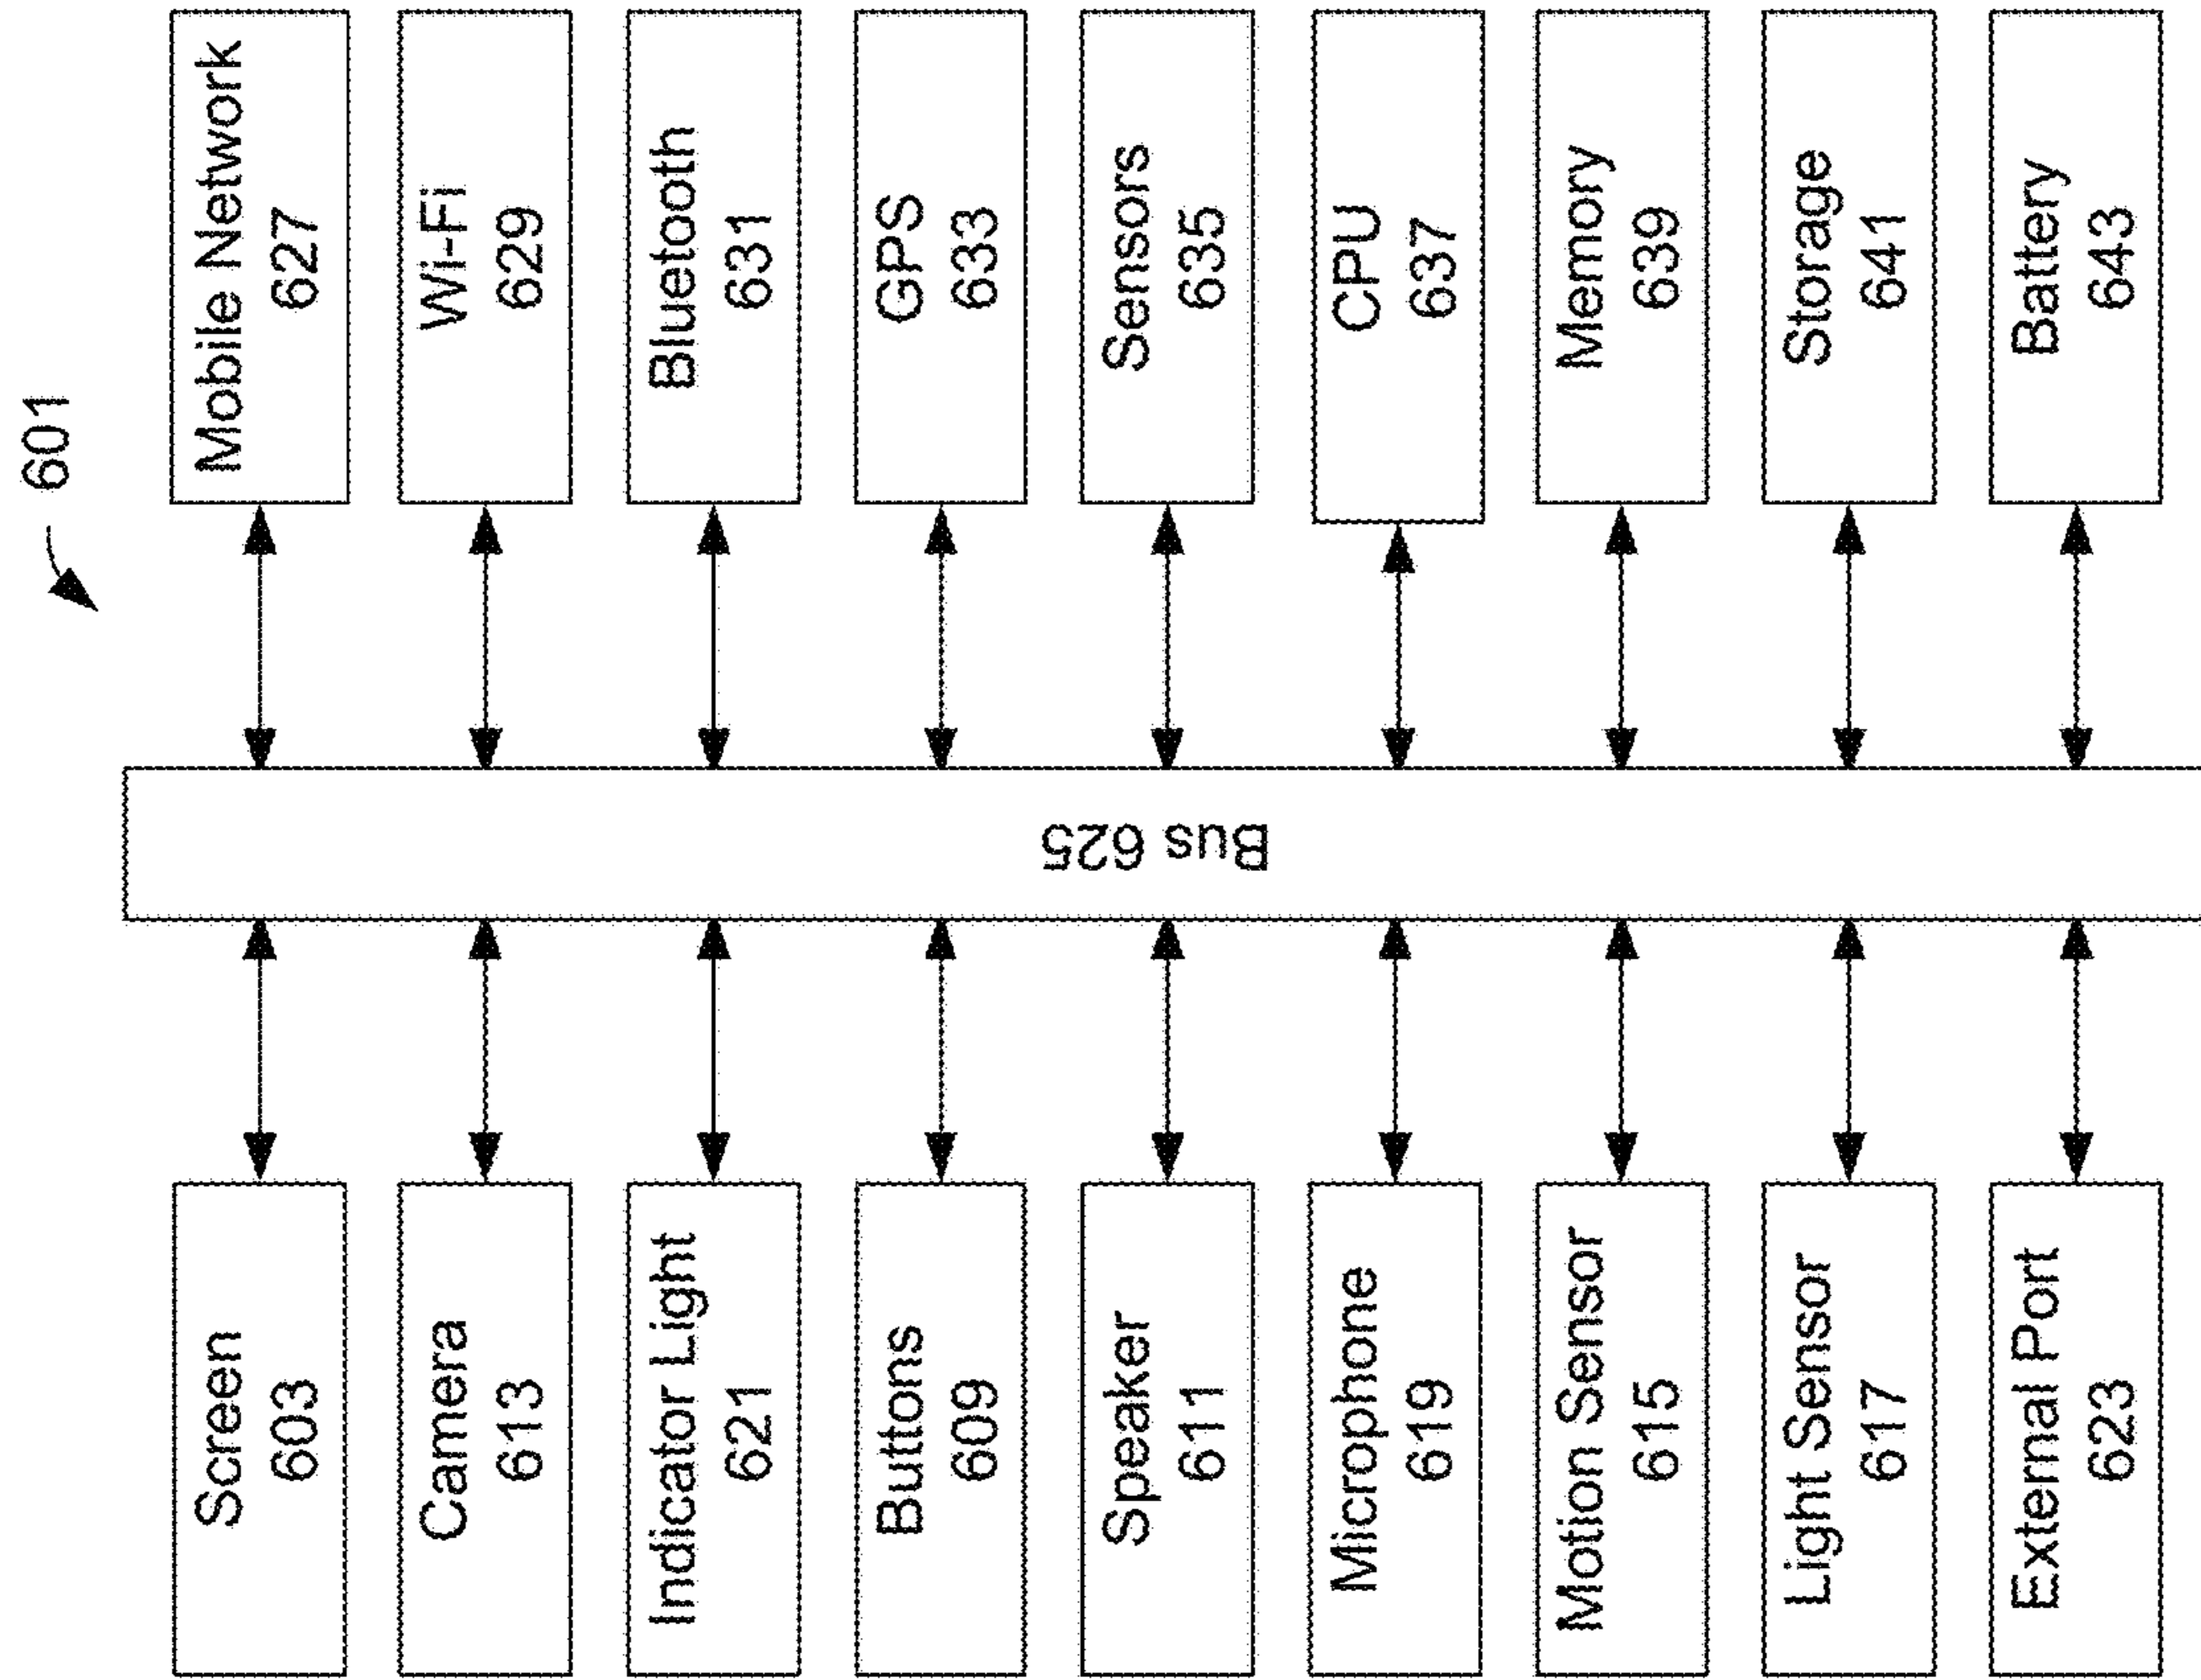 601
Screen
603
Camera
613
Indicator Light
621
Buttons
609
Speaker
611
Microphone
619
Motion Sensor
615
Light Sensor
617
External Port
623
Bus 625
Mobile Network
627
Wi-Fi
629
Bluetooth
631
GPS
633
Sensors
635
CPU
637
Memory
639
Storage
641
Battery
643